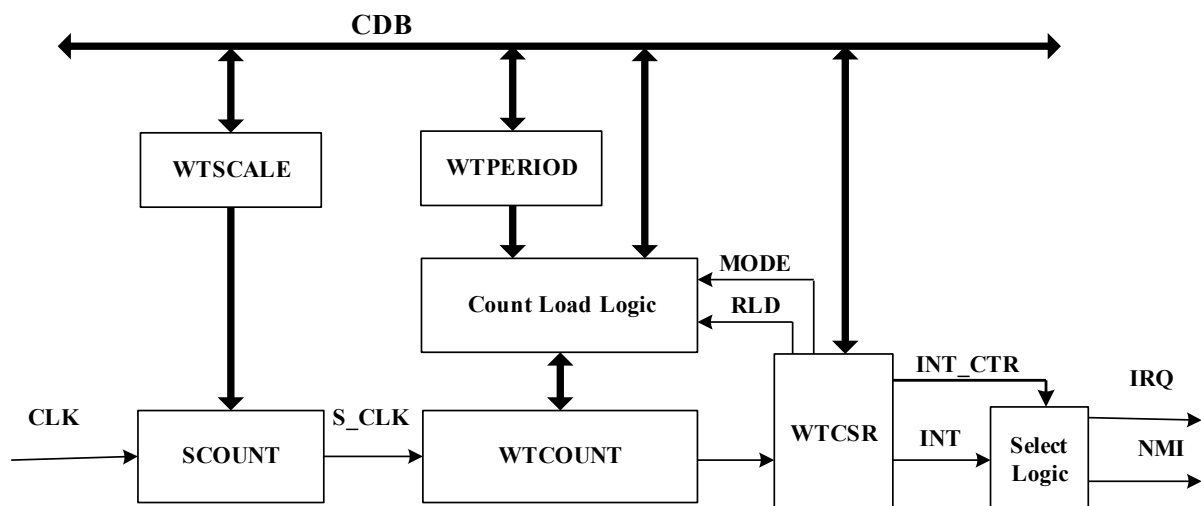 CDB
WTSCALE
WTPERIOD
MODE
Count Load Logic
RLD
INT_CTR
IRQ
CLK
S_CLK
SCOUNT
WTCOUNT
WTCSR
INT
Select
Logic
NMI